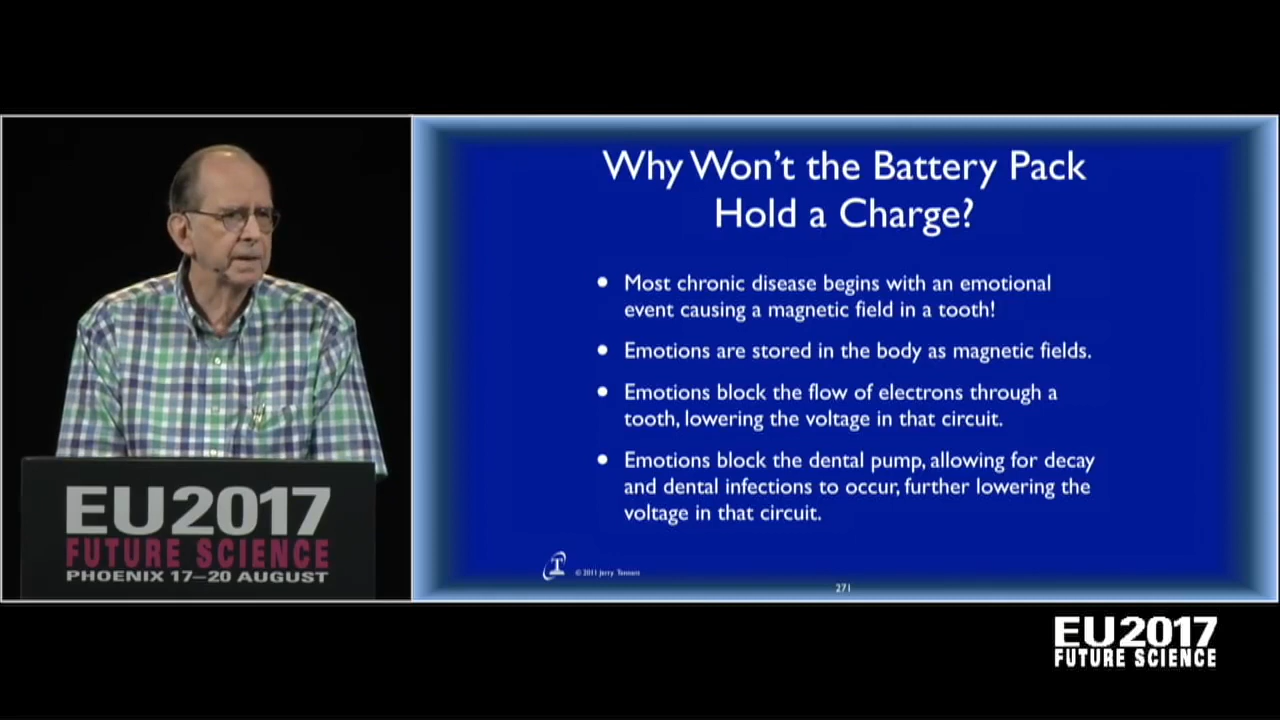 Why Won't the Battery Pack
Hold a Charge?
• Most chronic disease begins with an emotional
event causing a magnetic field in a tooth!
• Emotions are stored in the body as magnetic fields.
• Emotions block the flow of electrons through a
tooth, lowering the voltage in that circuit.
• Emotions block the dental pump, allowing for decay
and dental infections to occur, further lowering the
voltage in that circuit.
T
© 2011 Jerry Tennant
271
EU2017
FUTURE SCIENCE
PHOENIX 17–20 AUGUST
EU2017
FUTURE SCIENCE